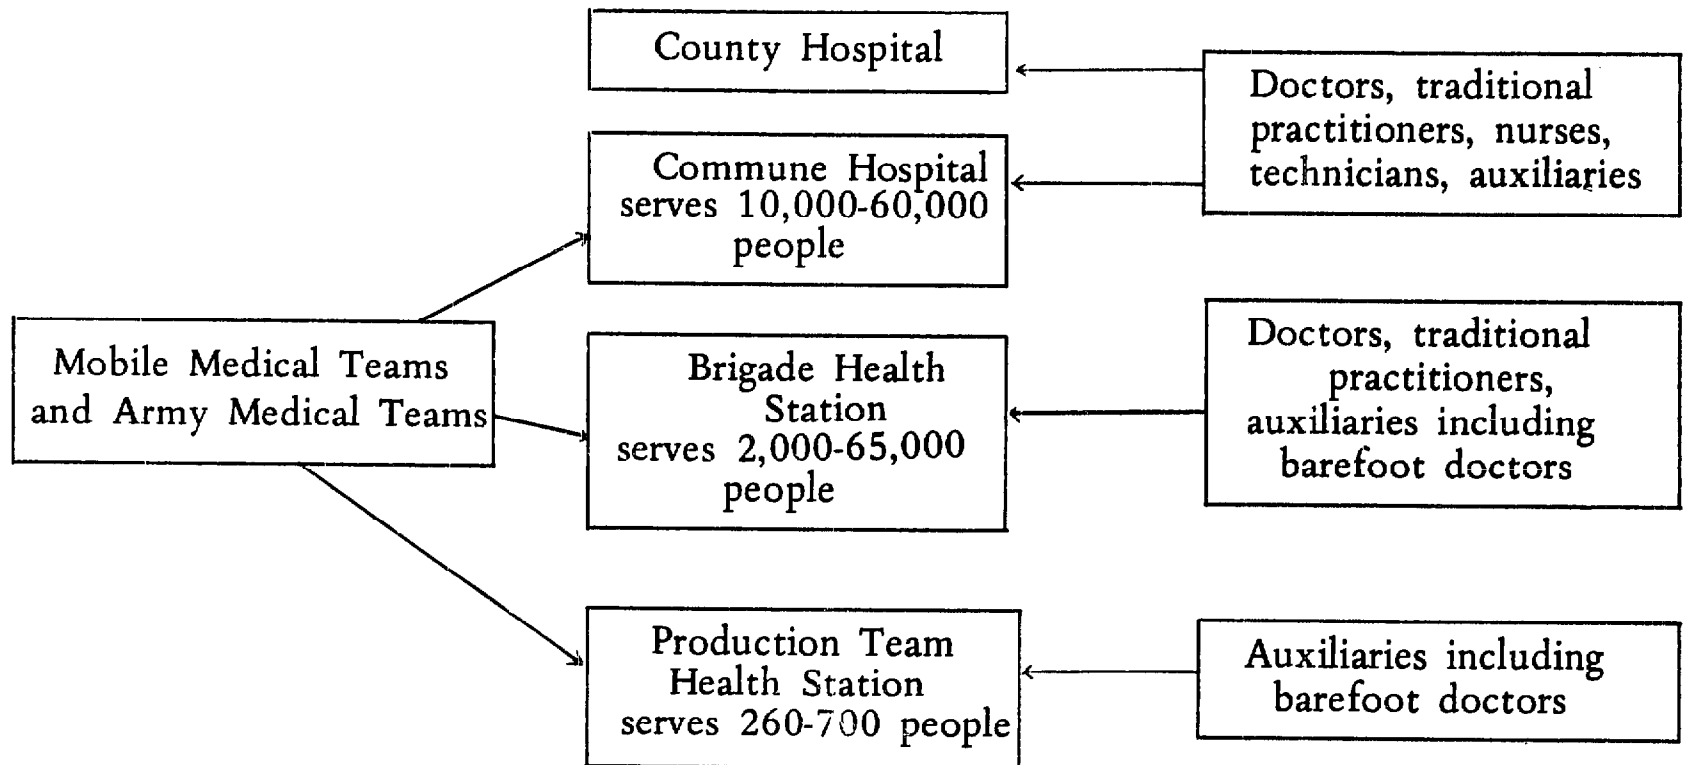 County Hospital
Doctors, traditional
practitioners, nurses,
technicians, auxiliaries
Commune Hospital
serves 10,000-60,000
people
Mobile Medical Teams
and Army Medical Teams
Brigade Health
Station
serves 2,000-65,000
people
Doctors, traditional
practitioners,
auxiliaries including
barefoot doctors
Production Team
Health Station
serves 260-700 people
Auxiliaries including
barefoot doctors